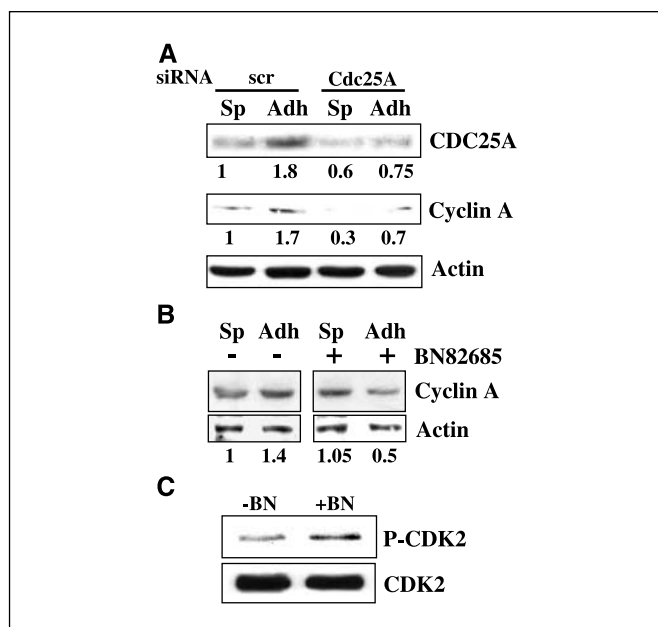 A
siRNA scr Cdc25A
Sp Adh Sp Adh
CDC25A
1 1.8 0.6 0.75
Cyclin A
1 1.7 0.3 0.7
Actin
B
Sp Adh Sp Adh
- - + + BN82685
Cyclin A
Actin
1 1.4 1.05 0.5
C
-BN +BN
P-CDK2
CDK2